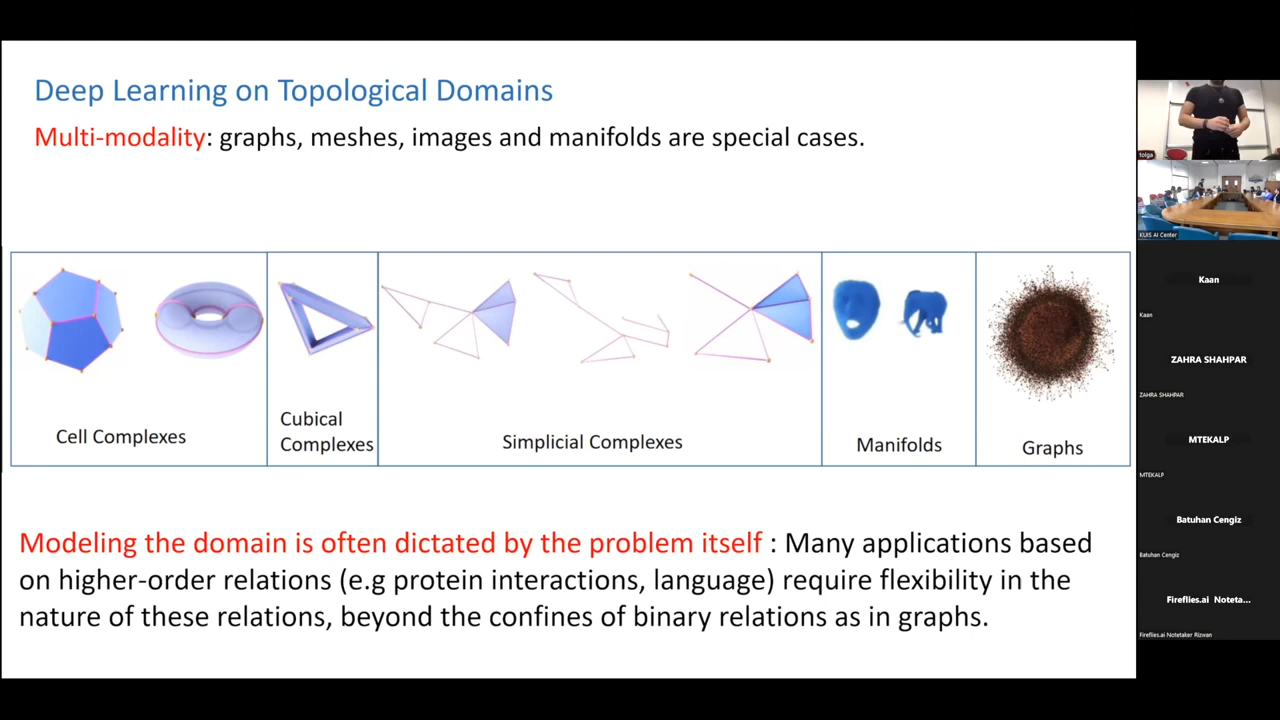 Deep Learning on Topological Domains
Multi-modality: graphs, meshes, images and manifolds are special cases.
Cell Complexes
Cubical
Complexes
Simplicial Complexes
Manifolds
Graphs
Modeling the domain is often dictated by the problem itself : Many applications based
on higher-order relations (e.g protein interactions, language) require flexibility in the
nature of these relations, beyond the confines of binary relations as in graphs.
tolga
KUIS AI Center
Kaan
Kaan
ZAHRA SHAHPAR
ZAHRA SHAHPAR
MTEKALP
MTEKALP
Batuhan Cengiz
Batuhan Cengiz
Fireflies.ai Noteta...
Fireflies.ai Notetaker Rizwan